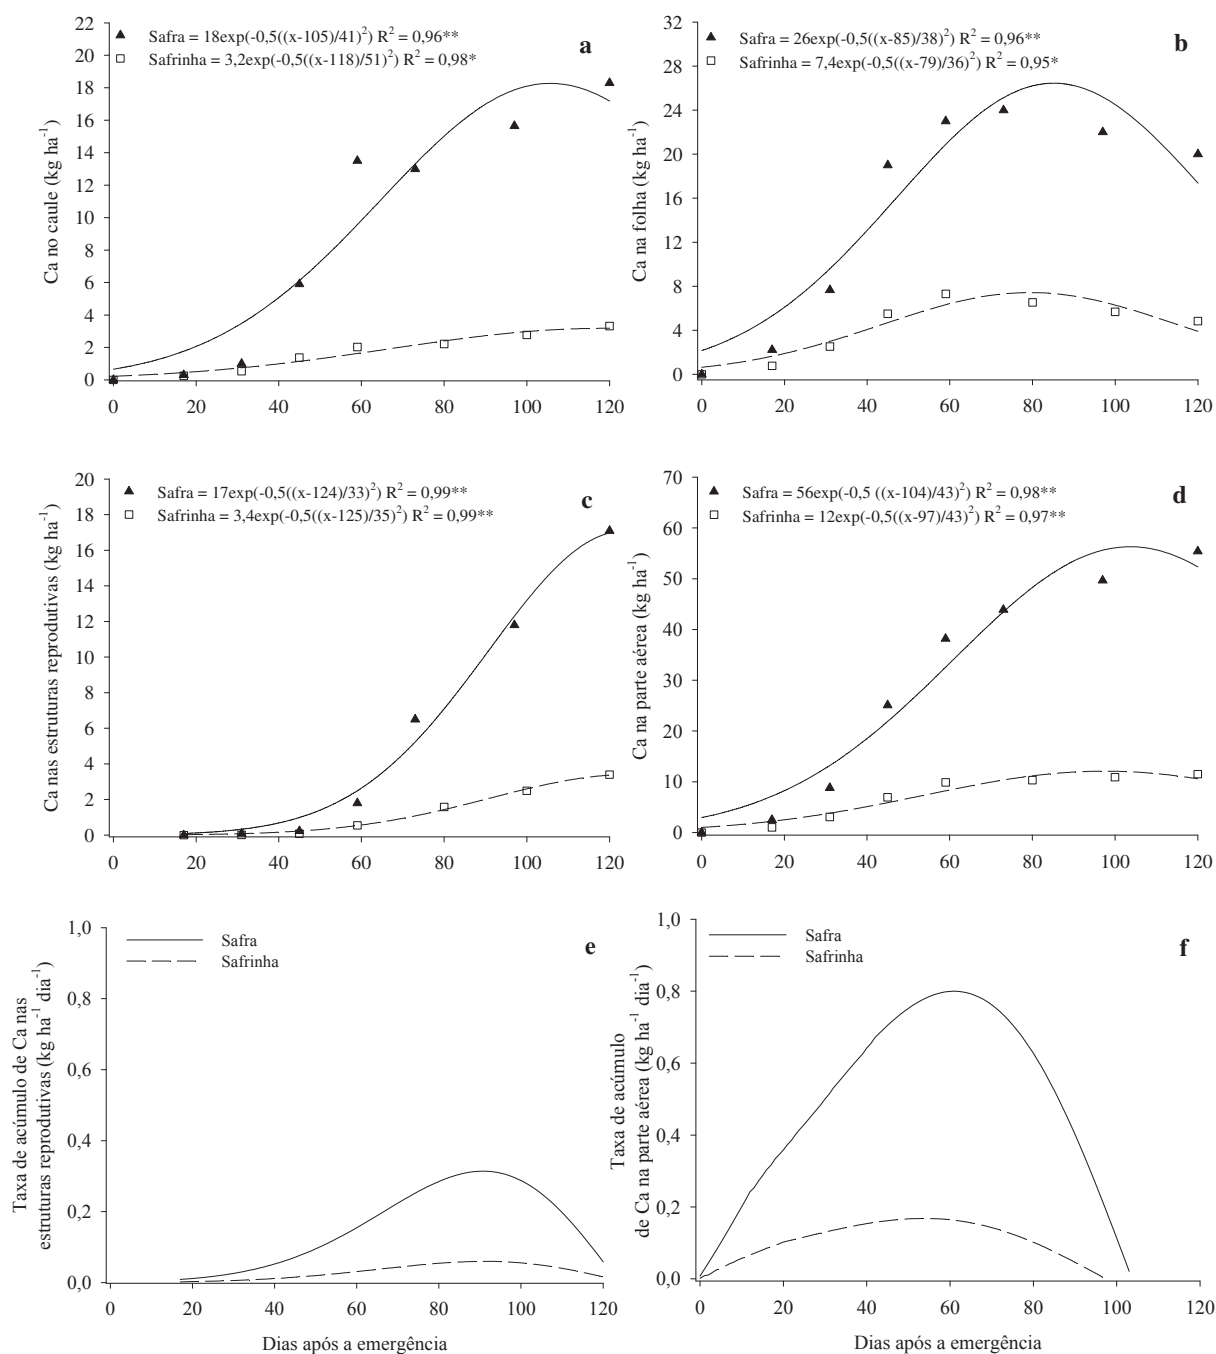 a
Safra = 18exp(-0,5((x-105)/41)²) R² = 0,96**
Safrinha = 3,2exp(-0,5((x-118)/51)²) R² = 0,98*
Ca no caule (kg ha⁻¹)
22
20
18
16
14
12
10
8
6
4
2
0
0 20 40 60 80 100 120
b
Safra = 26exp(-0,5((x-85)/38)²) R² = 0,96**
Safrinha = 7,4exp(-0,5((x-79)/36)²) R² = 0,95*
Ca na folha (kg ha⁻¹)
32
28
24
20
16
12
8
4
0
0 20 40 60 80 100 120
c
Safra = 17exp(-0,5((x-124)/33)²) R² = 0,99**
Safrinha = 3,4exp(-0,5((x-125)/35)²) R² = 0,99**
Ca nas estruturas reprodutivas (kg ha⁻¹)
20
18
16
14
12
10
8
6
4
2
0
0 20 40 60 80 100 120
d
Safra = 56exp(-0,5 ((x-104)/43)²) R² = 0,98**
Safrinha = 12exp(-0,5((x-97)/43)²) R² = 0,97**
Ca na parte aérea (kg ha⁻¹)
70
60
50
40
30
20
10
0
0 20 40 60 80 100 120
e
Safra
Safrinha
Taxa de acúmulo de Ca nas
estruturas reprodutivas (kg ha⁻¹ dia⁻¹)
1,0
0,8
0,6
0,4
0,2
0,0
0 20 40 60 80 100 120
Dias após a emergência
f
Safra
Safrinha
Taxa de acúmulo
de Ca na parte aérea (kg ha⁻¹ dia⁻¹)
1,0
0,8
0,6
0,4
0,2
0,0
0 20 40 60 80 100 120
Dias após a emergência